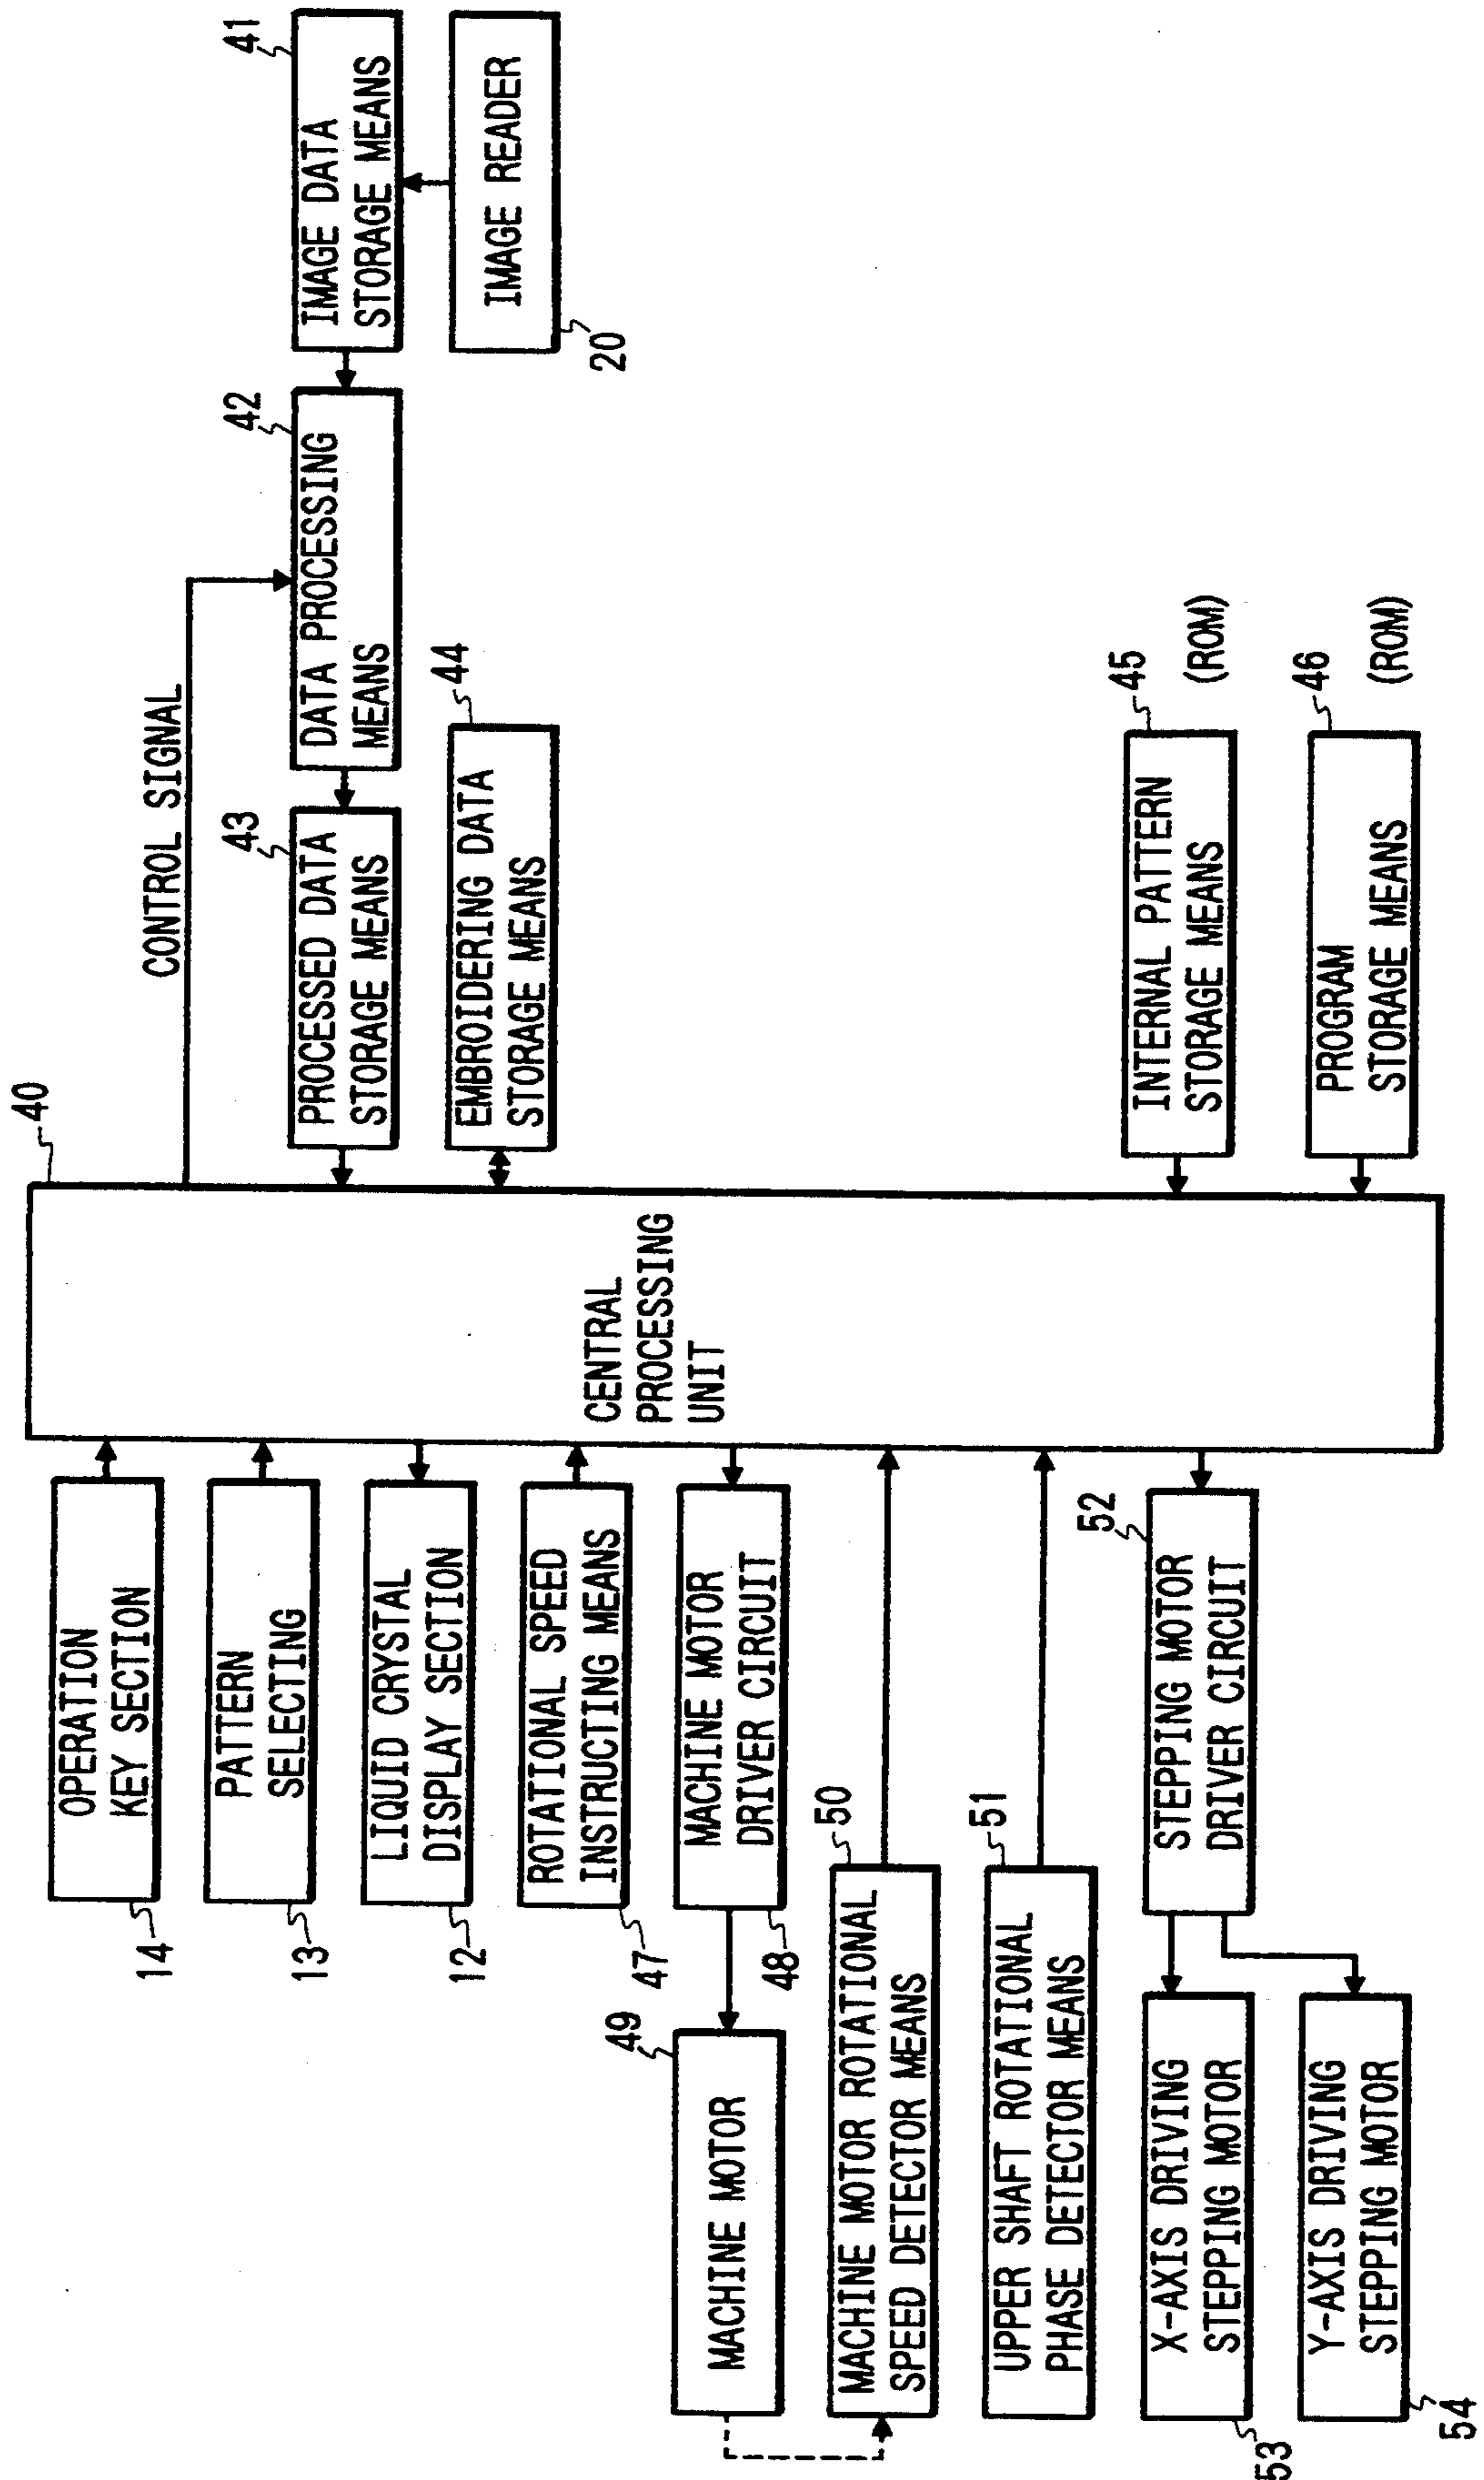 14
OPERATION
KEY SECTION
13
PATTERN
SELECTING
12
LIQUID CRYSTAL
DISPLAY SECTION
47
ROTATIONAL SPEED
INSTRUCTING MEANS
49
MACHINE MOTOR
48
MACHINE MOTOR
DRIVER CIRCUIT
50
MACHINE MOTOR ROTATIONAL
SPEED DETECTOR MEANS
51
UPPER SHAFT ROTATIONAL
PHASE DETECTOR MEANS
52
STEPPING MOTOR
DRIVER CIRCUIT
53
X-AXIS DRIVING
STEPPING MOTOR
54
Y-AXIS DRIVING
STEPPING MOTOR
40
CENTRAL
PROCESSING
UNIT
CONTROL SIGNAL
43
PROCESSED DATA
STORAGE MEANS
42
DATA PROCESSING
MEANS
41
IMAGE DATA
STORAGE MEANS
20
IMAGE READER
44
EMBROIDERING DATA
STORAGE MEANS
45
INTERNAL PATTERN
STORAGE MEANS
(ROM)
46
PROGRAM
STORAGE MEANS
(ROM)